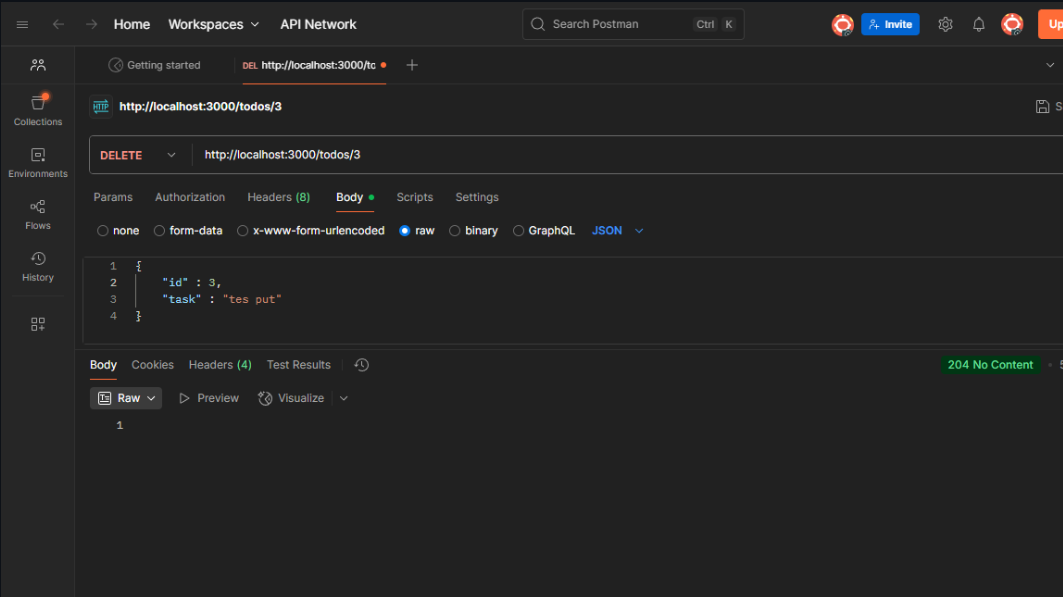 Home Workspaces API Network Search Postman Ctrl K Invite Up
Getting started DEL http://localhost:3000/tc
HTTP http://localhost:3000/todos/3 S
Collections
Environments
Flows
History
DELETE http://localhost:3000/todos/3
Params Authorization Headers (8) Body Scripts Settings
none form-data x-www-form-urlencoded raw binary GraphQL JSON
1 {
2 "id" : 3,
3 "task" : "tes put"
4 }
Body Cookies Headers (4) Test Results 204 No Content
Raw Preview Visualize
1